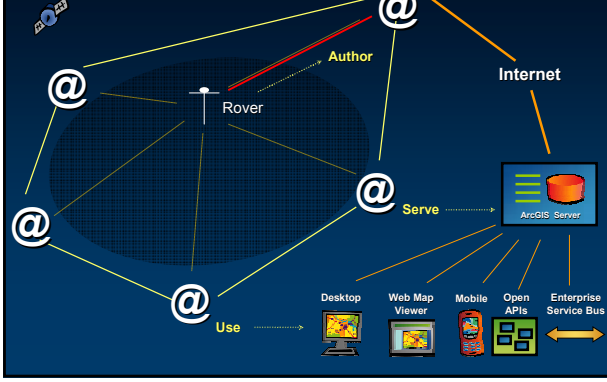 @
Author
Internet
@
Rover
@
Serve
ArcGIS Server
@
@
Use
Desktop
Web Map
Viewer
Mobile
Open
APIs
Enterprise
Service Bus